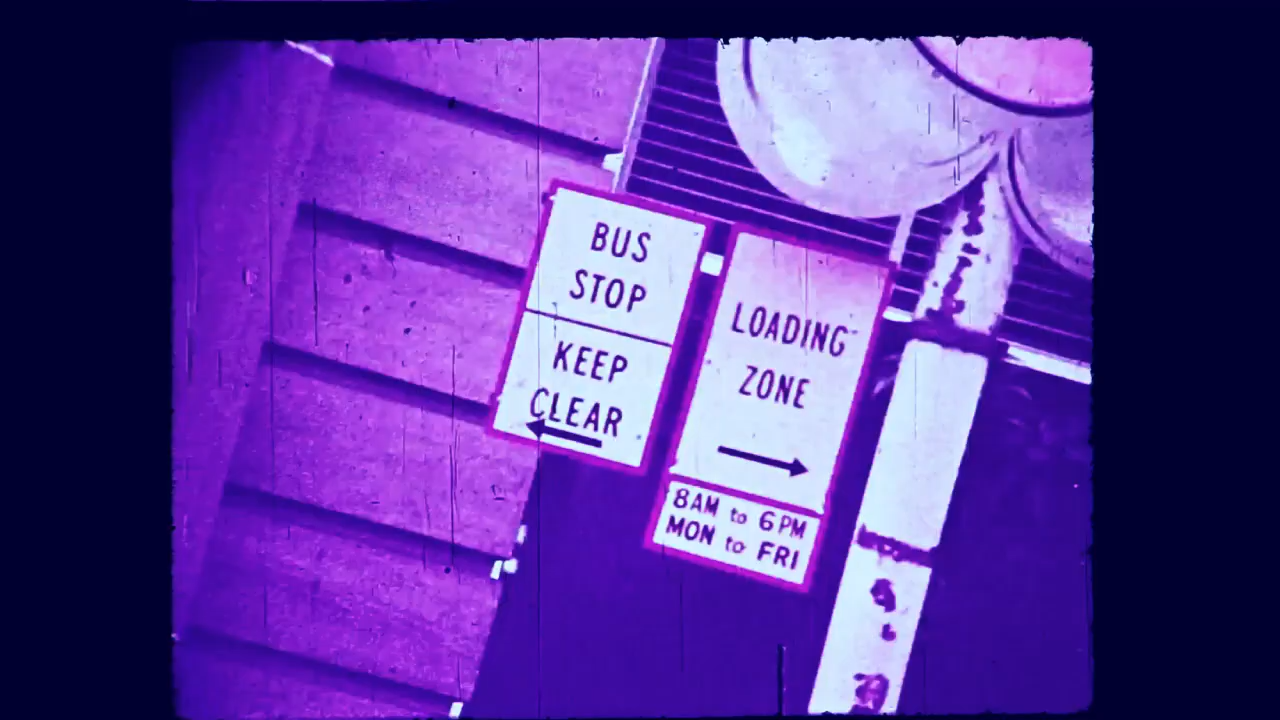 BUS
STOP
KEEP
CLEAR
LOADING
ZONE
8AM to 6PM
MON to FRI